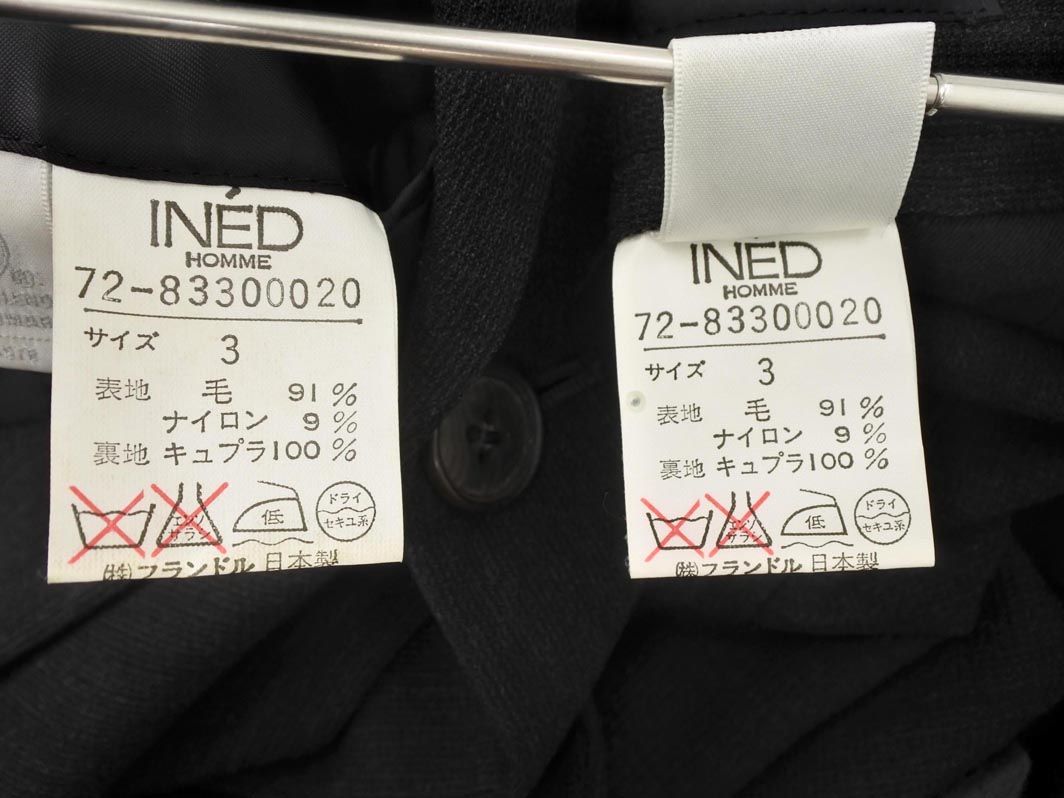 INÉD
HOMME
72-83300020
サイズ 3
表地 毛 91%
ナイロン 9%
裏地 キュプラ100%
エンソ
サラシ
低
ドライ
セキユ系
(株)フランドル 日本製
INÉD
HOMME
72-83300020
サイズ 3
表地 毛 91%
ナイロン 9%
裏地 キュプラ100%
エンソ
サラシ
低
ドライ
セキユ系
(株)フランドル 日本製